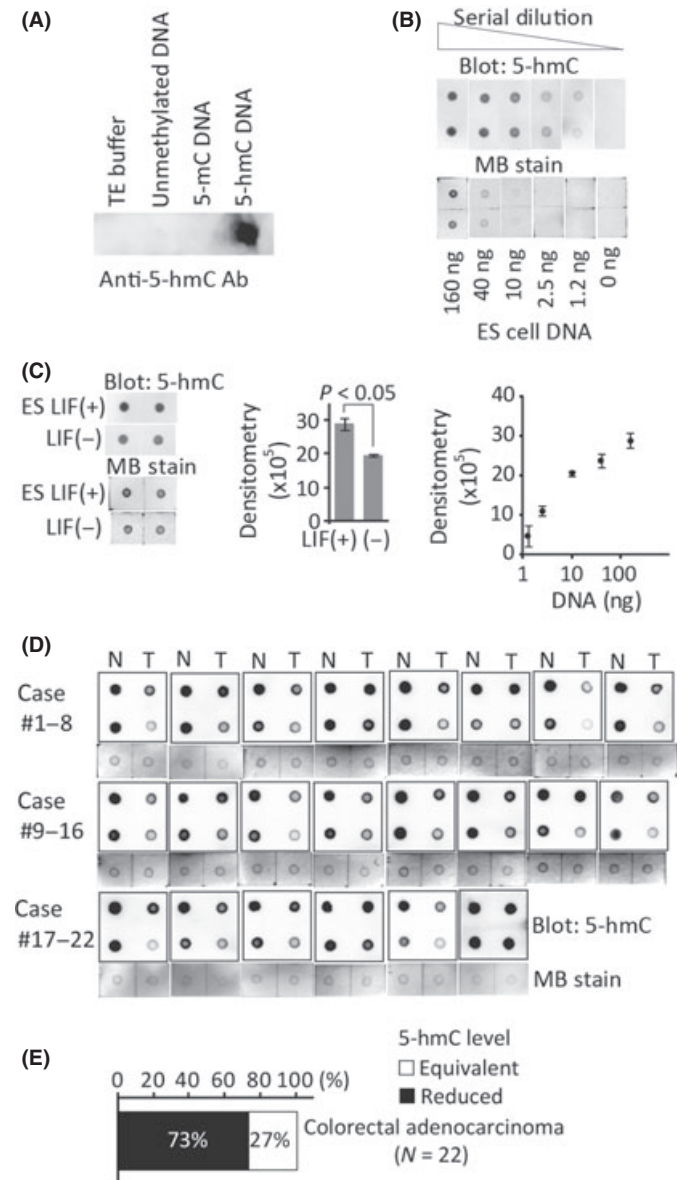 (A)
TE buffer
Unmethylated DNA
5-mC DNA
5-hmC DNA
Anti-5-hmC Ab
(B)
Serial dilution
Blot: 5-hmC
MB stain
160 ng
40 ng
10 ng
2.5 ng
1.2 ng
0 ng
ES cell DNA
(C)
Blot: 5-hmC
ES LIF(+)
LIF(−)
MB stain
ES LIF(+)
LIF(−)
P < 0.05
Densitometry
(x10⁵)
30
20
10
0
LIF(+) (−)
Densitometry
(x10⁵)
40
30
20
10
0
1 10 100
DNA (ng)
(D)
N T N T N T N T N T N T N T N T
Case
#1–8
Case
#9–16
Case
#17–22
Blot: 5-hmC
MB stain
(E)
5-hmC level
Equivalent
Reduced
0 20 40 60 80 100 (%)
73% 27%
Colorectal adenocarcinoma
(N = 22)